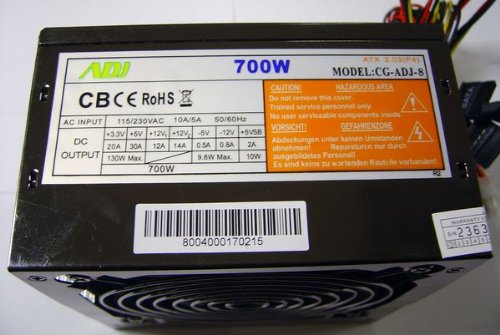 ADJ
700W
ATX 2.03(P4)
MODEL:CG-ADJ-8
CB CE RoHS
CAUTION! HAZARDOUS AREA
Do not remove this cover.
Trained service personnel only.
No user serviceable components inside.
VORSICHT! GEFAHRENZONE
Abdeckungen unter keinen Umständen
abnehmen. Reparaturen nur durch
ausgebildetes Personal!
Es sind keine zu wartenden Bauteile vorhanden!
AC INPUT 115/230VAC 10A/5A 50/60Hz
DC OUTPUT +3.3V +5V +12V1 +12V2 -5V -12V +5VSB
20A 30A 12A 14A 0.5A 0.8A 2A
130W Max. 9.6W Max. 10W
700W
R2
8004000170215
WARRANTY
S/N 2363